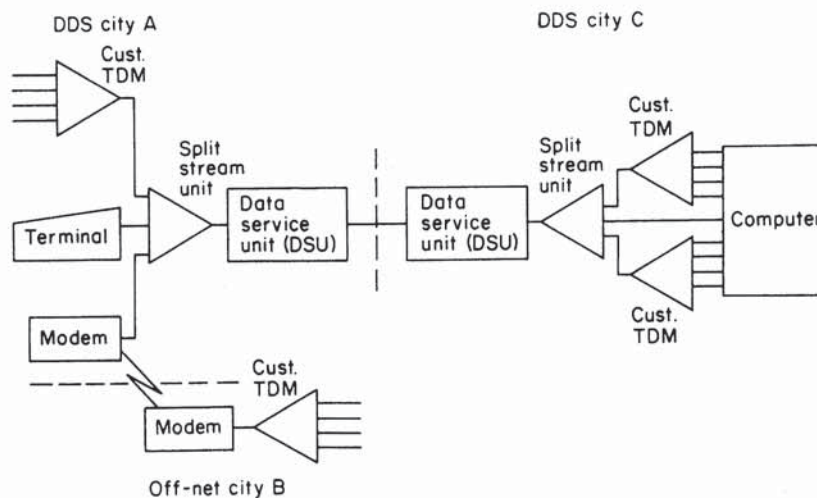 DDS city A
DDS city C
Cust.
TDM
Cust.
TDM
Split
stream
unit
Split
stream
unit
Data
service
unit (DSU)
Data
service
unit (DSU)
Terminal
Computer
Modem
Cust.
TDM
Cust.
TDM
Modem
Off-net city B